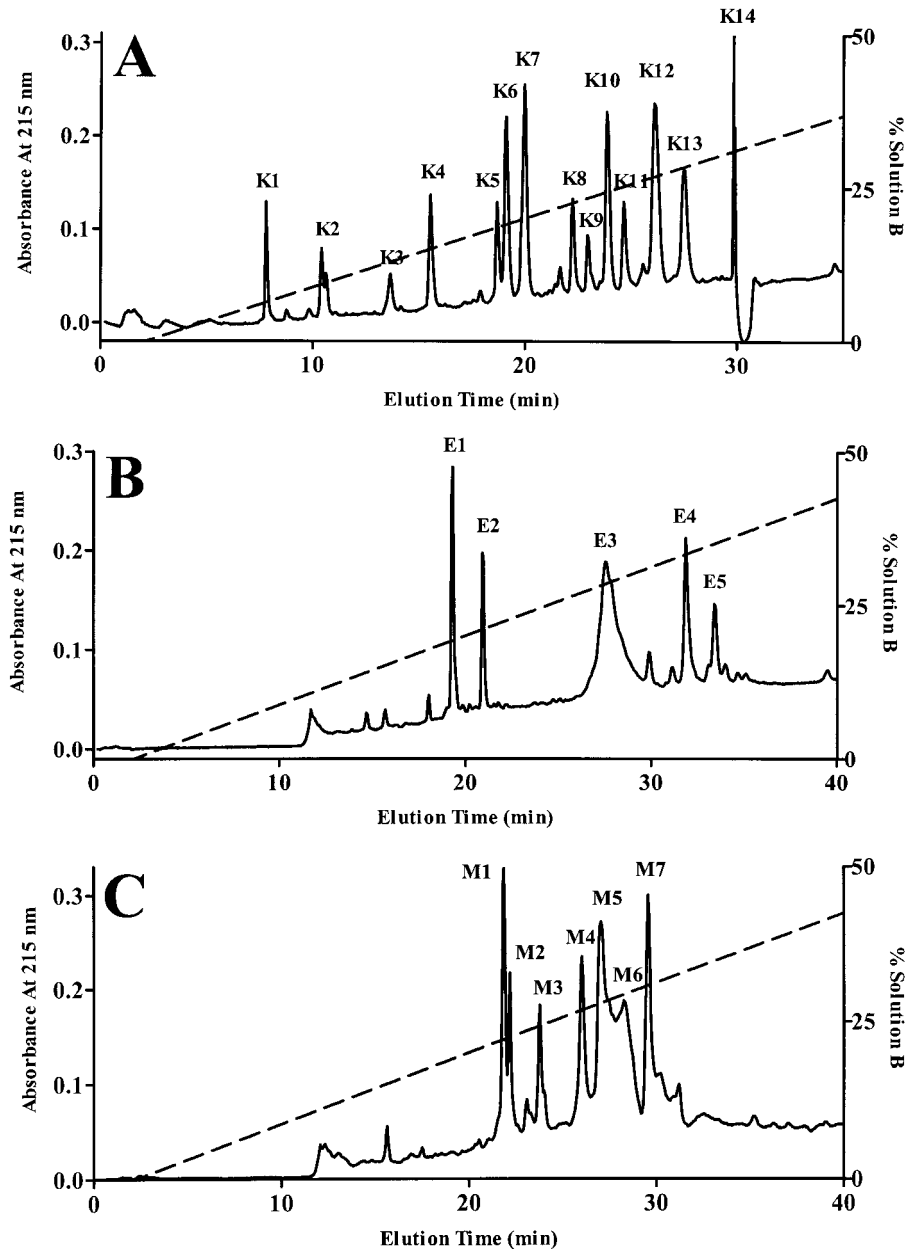 A
Absorbance At 215 nm
0.3
0.2
0.1
0.0
K1
K2
K3
K4
K5
K6
K7
K8
K9
K10
K11
K12
K13
K14
50
25
0
% Solution B
0
10
20
30
Elution Time (min)
B
Absorbance At 215 nm
0.3
0.2
0.1
0.0
E1
E2
E3
E4
E5
50
25
0
% Solution B
0
10
20
30
40
Elution Time (min)
C
Absorbance At 215 nm
0.3
0.2
0.1
0.0
M1
M2
M3
M4
M5
M6
M7
50
25
0
% Solution B
0
10
20
30
40
Elution Time (min)